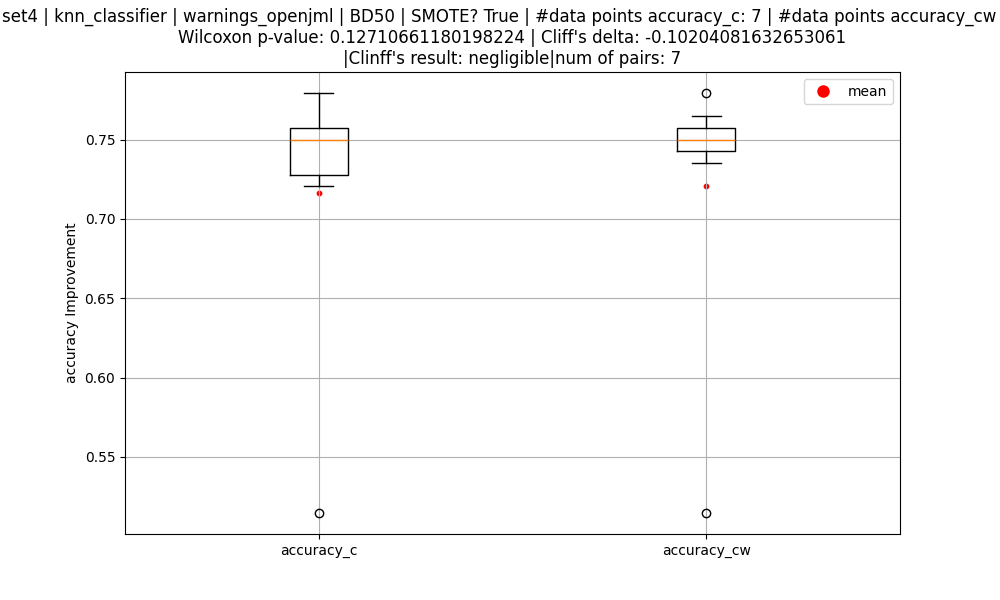 set4 | knn_classifier | warnings_openjml | BD50 | SMOTE? True | #data points accuracy_c: 7 | #data points accuracy_cw
Wilcoxon p-value: 0.12710661180198224 | Cliff's delta: -0.10204081632653061
|Clinff's result: negligible|num of pairs: 7
mean
0.75
0.70
0.65
0.60
0.55
accuracy Improvement
accuracy_c
accuracy_cw